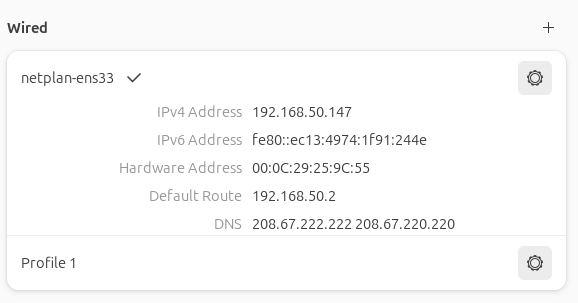 Wired
netplan-ens33
IPv4 Address 192.168.50.147
IPv6 Address fe80::ec13:4974:1f91:244e
Hardware Address 00:0C:29:25:9C:55
Default Route 192.168.50.2
DNS 208.67.222.222 208.67.220.220
Profile 1